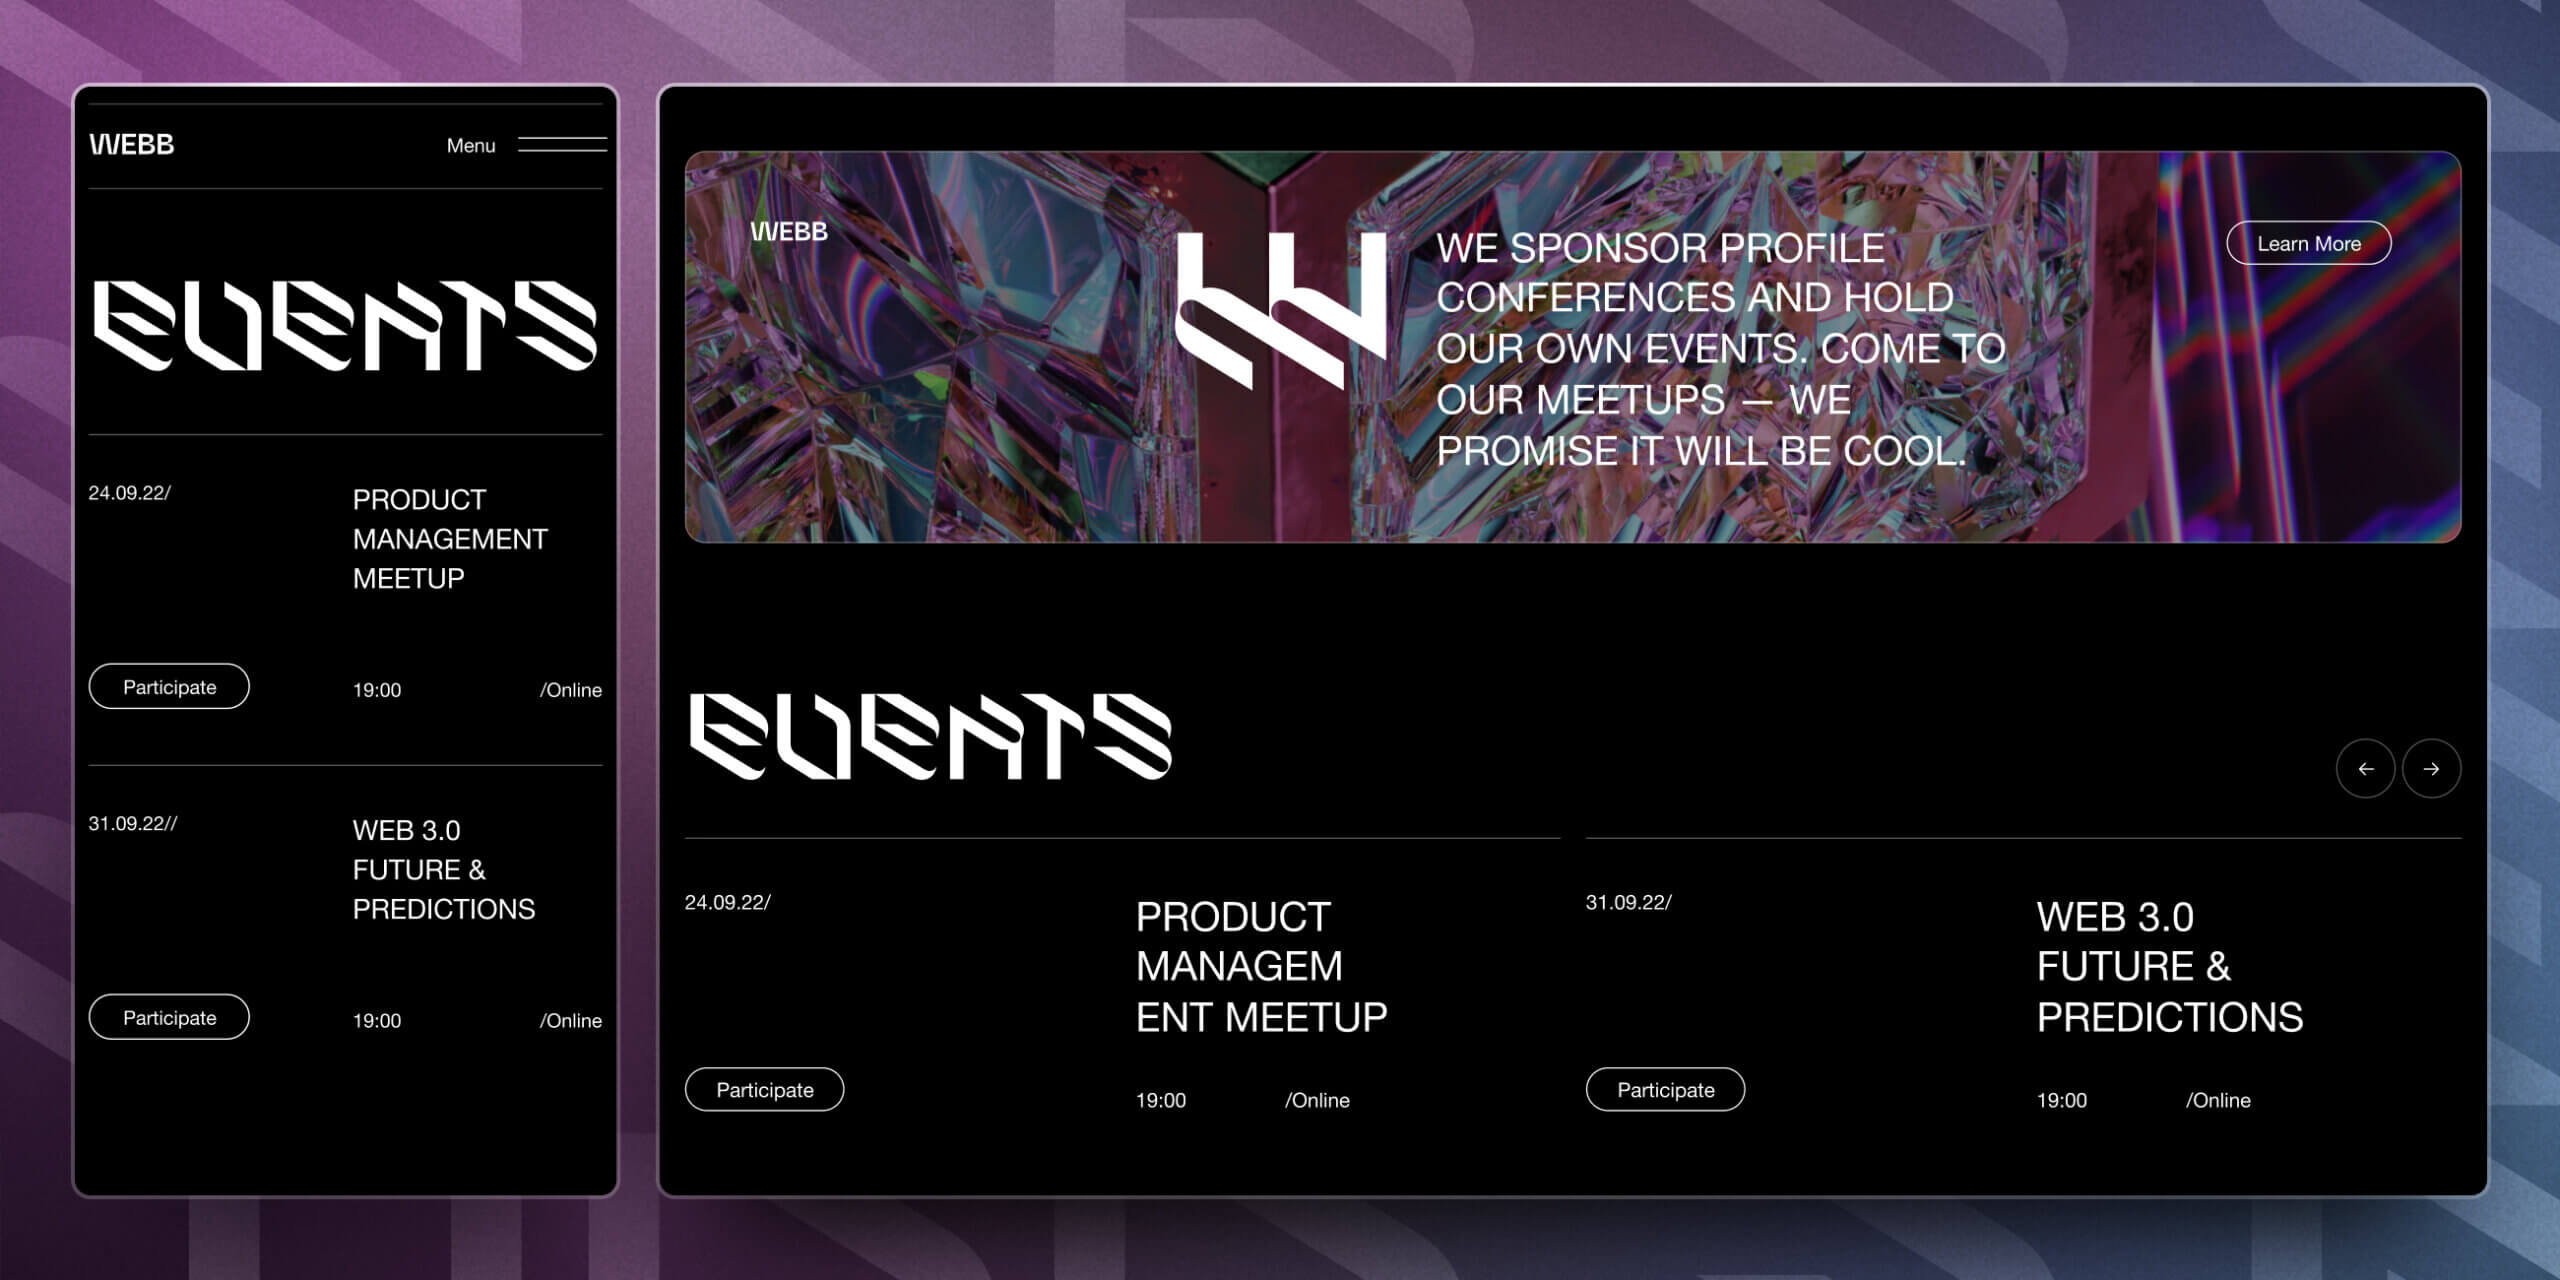 WEBB
Menu
EVENTS
24.09.22/
PRODUCT
MANAGEMENT
MEETUP
Participate
19:00
/Online
31.09.22//
WEB 3.0
FUTURE &
PREDICTIONS
Participate
19:00
/Online
WEBB
W
WE SPONSOR PROFILE
CONFERENCES AND HOLD
OUR OWN EVENTS. COME TO
OUR MEETUPS — WE
PROMISE IT WILL BE COOL.
Learn More
EVENTS
24.09.22/
PRODUCT
MANAGEM
ENT MEETUP
Participate
19:00
/Online
31.09.22/
WEB 3.0
FUTURE &
PREDICTIONS
Participate
19:00
/Online